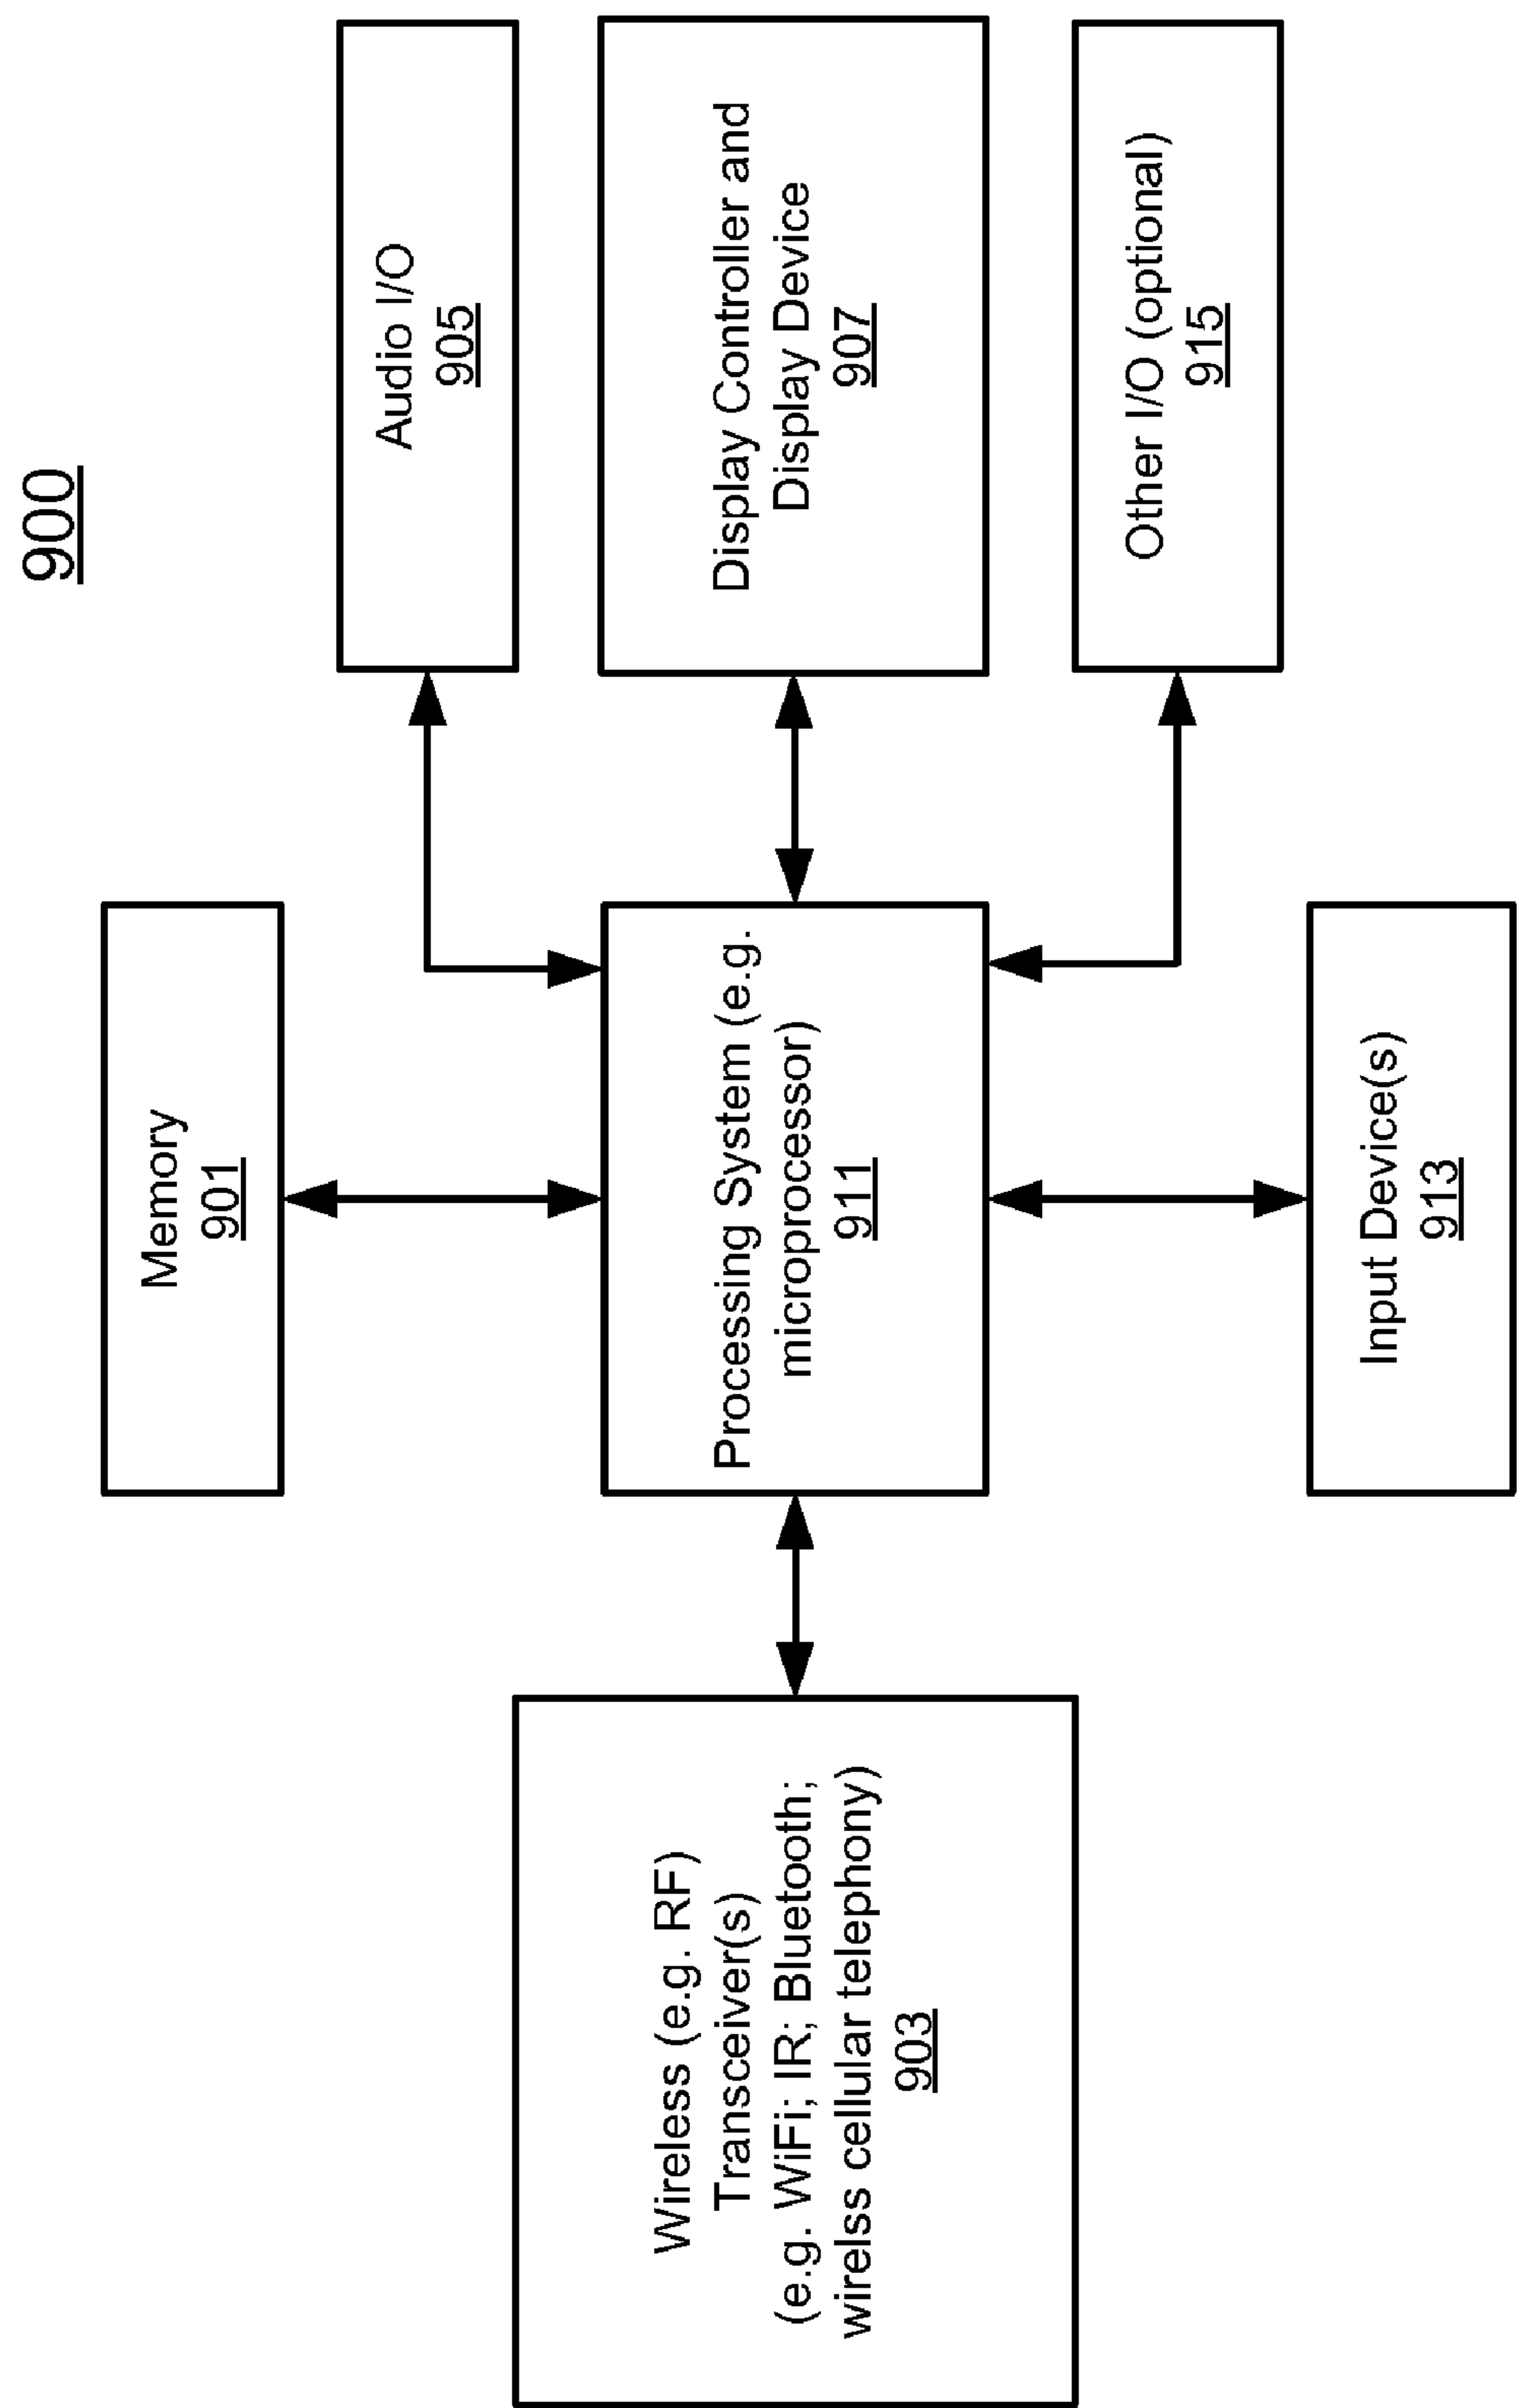 900
Memory
901
Audio I/O
905
Wireless (e.g. RF)
Transceiver(s)
(e.g. WiFi; IR; Bluetooth;
wirelss cellular telephony)
903
Processing System (e.g.
microprocessor)
911
Display Controller and
Display Device
907
Input Device(s)
913
Other I/O (optional)
915